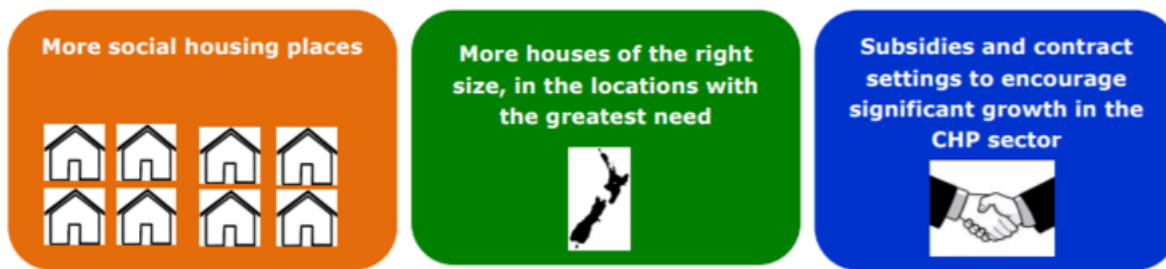 More social housing places
More houses of the right
size, in the locations with
the greatest need
Subsidies and contract
settings to encourage
significant growth in the
CHP sector